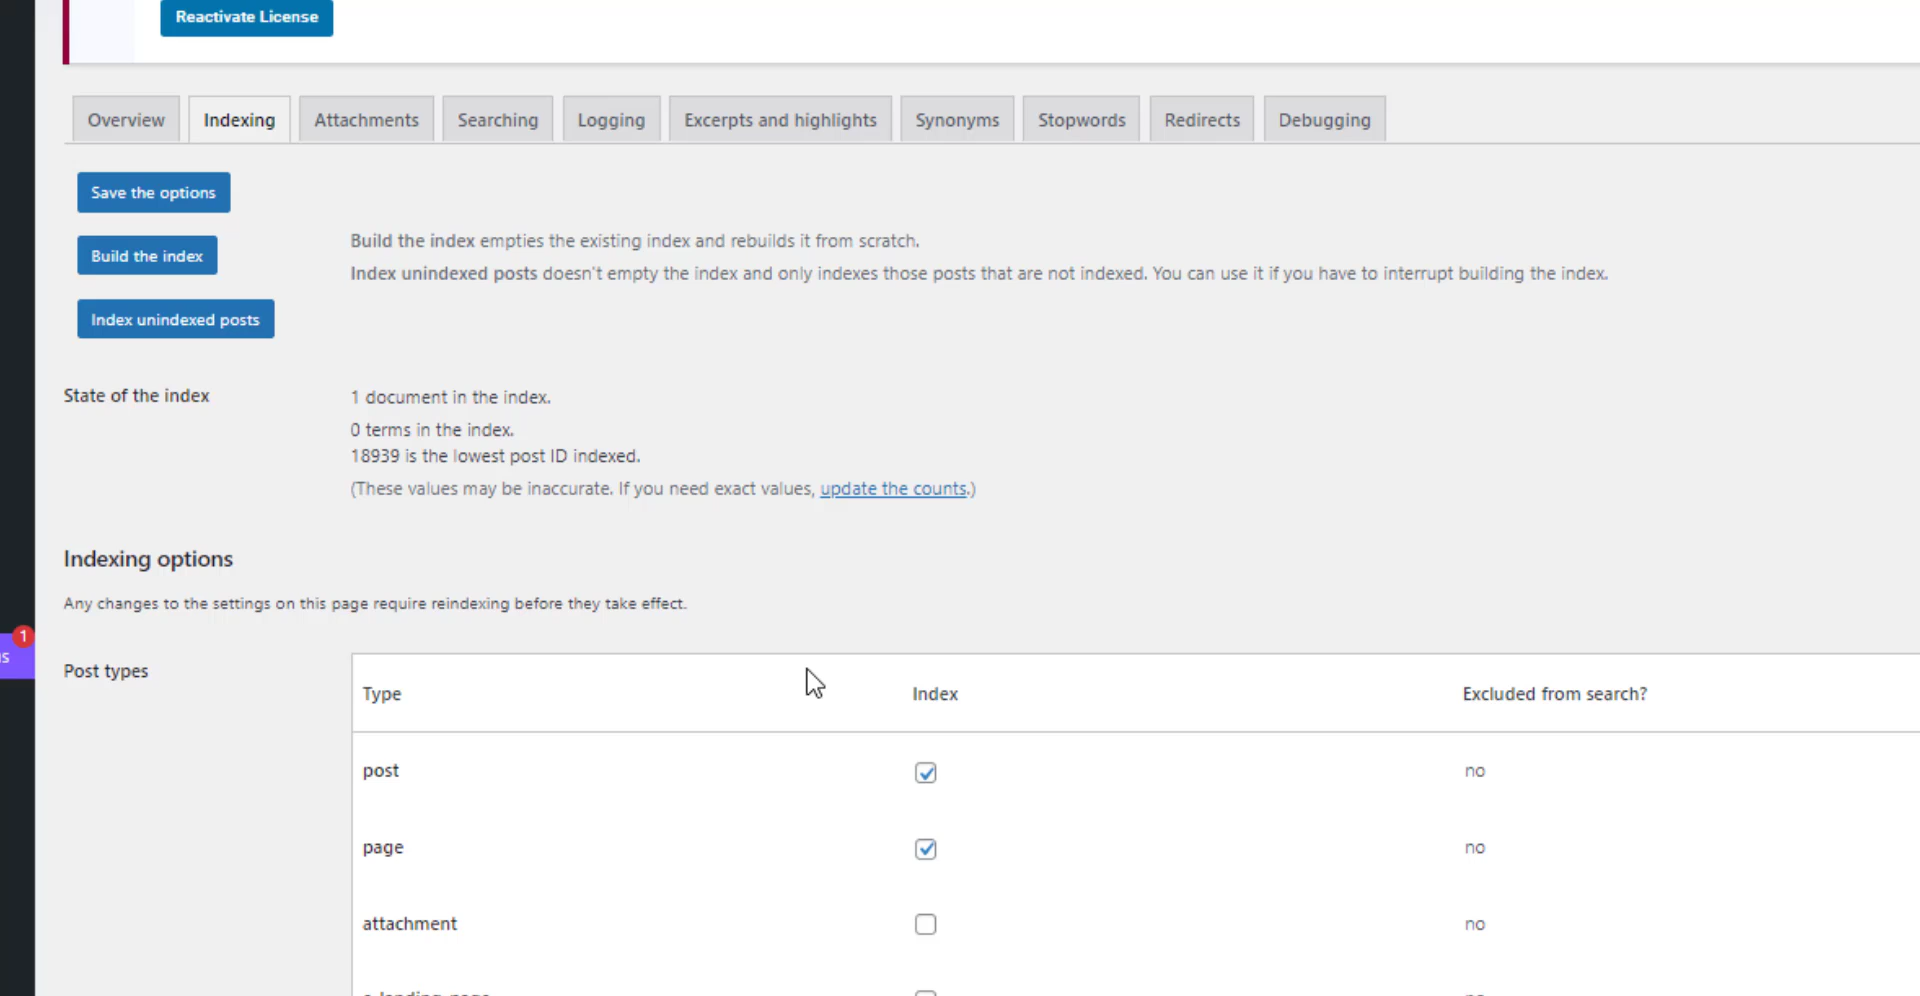 Reactivate License
Overview Indexing Attachments Searching Logging Excerpts and highlights Synonyms Stopwords Redirects Debugging
Save the options
Build the index
Build the index empties the existing index and rebuilds it from scratch.
Index unindexed posts doesn't empty the index and only indexes those posts that are not indexed. You can use it if you have to interrupt building the index.
Index unindexed posts
State of the index
1 document in the index.
0 terms in the index.
18939 is the lowest post ID indexed.
(These values may be inaccurate. If you need exact values, update the counts.)
Indexing options
Any changes to the settings on this page require reindexing before they take effect.
1
Post types
Type Index Excluded from search?
post no
page no
attachment no